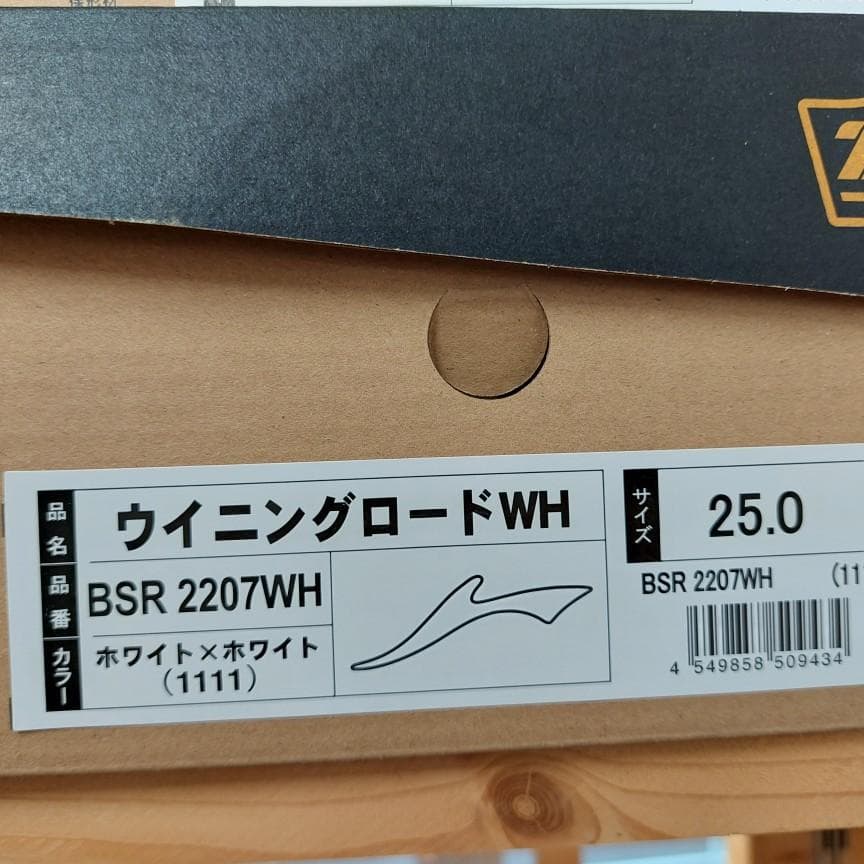 品名
ウイニングロードWH
品番
BSR 2207WH
カラー
ホワイト×ホワイト
(1111)
サイズ
25.0
BSR 2207WH
4 549858 509434